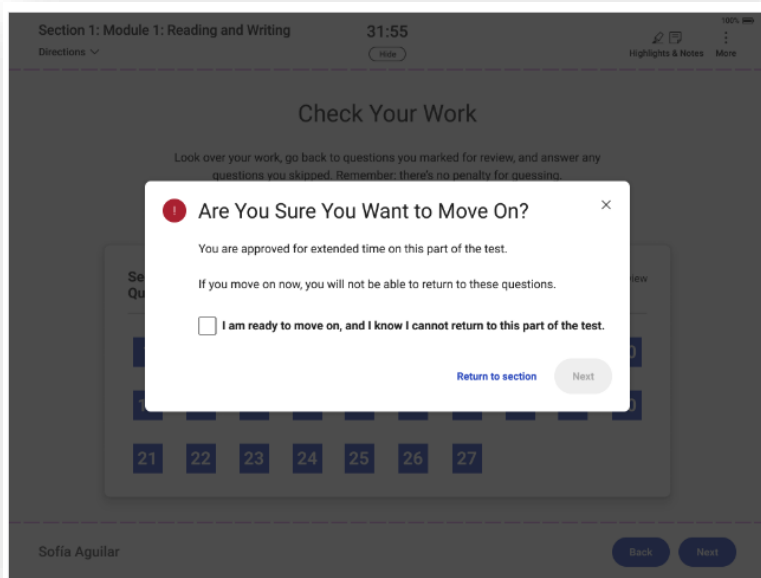 Section 1: Module 1: Reading and Writing
31:55
100%
Directions
Hide
Highlights & Notes
More
Check Your Work
Look over your work, go back to questions you marked for review, and answer any
questions you skipped. Remember: there's no penalty for guessing.
Are You Sure You Want to Move On?
You are approved for extended time on this part of the test.
If you move on now, you will not be able to return to these questions.
I am ready to move on, and I know I cannot return to this part of the test.
Return to section
Next
21 22 23 24 25 26 27
Sofía Aguilar
Back
Next